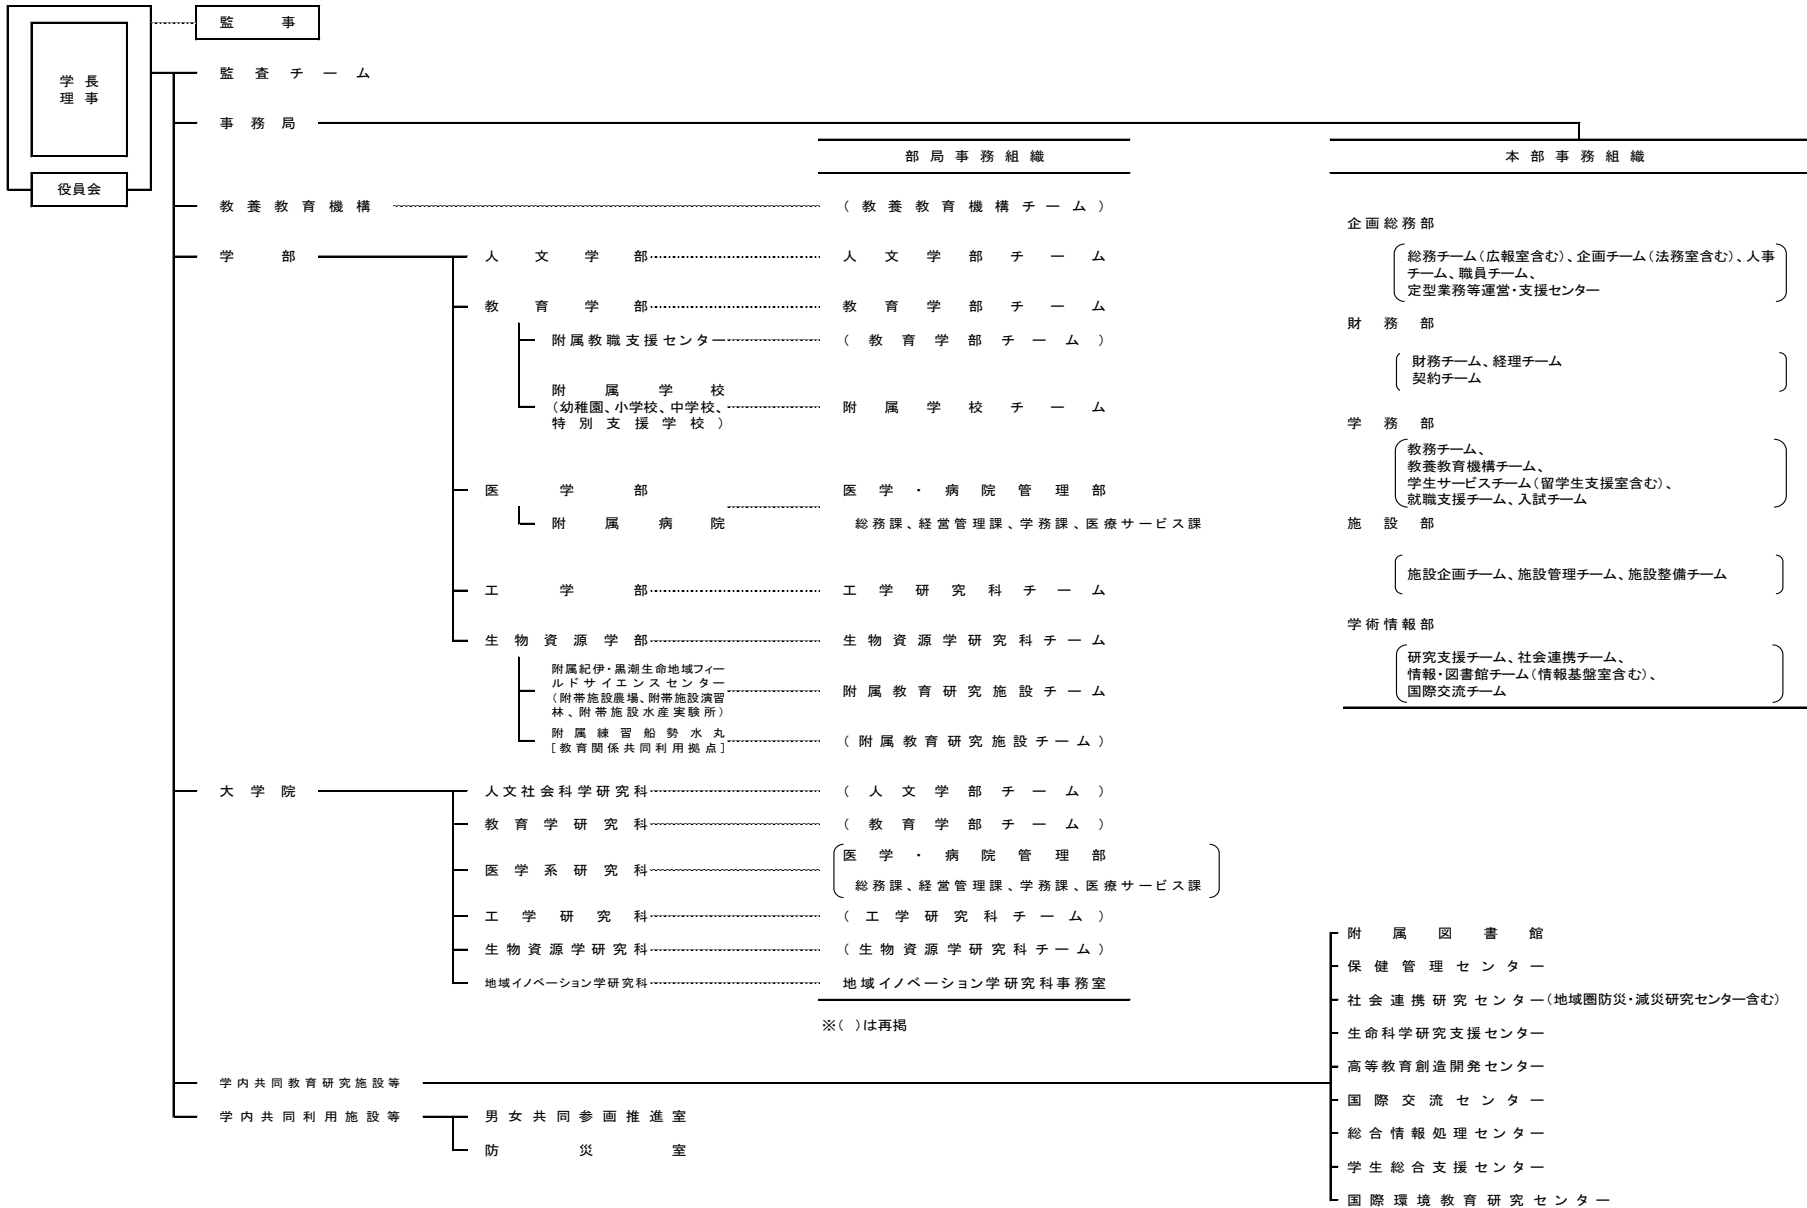 監事
学長
理事
役員会
監査チーム
事務局
部局事務組織
本部事務組織
教養教育機構
(教養教育機構チーム)
学部
人文学部
人文学部チーム
教育学部
教育学部チーム
附属教職支援センター
(教育学部チーム)
附属学校
(幼稚園、小学校、中学校、
特別支援学校)
附属学校チーム
医学部
医学・病院管理部
附属病院
総務課、経営管理課、学務課、医療サービス課
工学部
工学研究科チーム
生物資源学部
生物資源学研究科チーム
附属紀伊・黒潮生命地域フィー
ルドサイエンスセンター
(附帯施設農場、附帯施設演習
林、附帯施設水産実験所)
附属教育研究施設チーム
附属練習船勢水丸
[教育関係共同利用拠点]
(附属教育研究施設チーム)
企画総務部
総務チーム(広報室含む)、企画チーム(法務室含む)、人事
チーム、職員チーム、
定型業務等運営・支援センター
財務部
財務チーム、経理チーム
契約チーム
学務部
教務チーム、
教養教育機構チーム、
学生サービスチーム(留学生支援室含む)、
就職支援チーム、入試チーム
施設部
施設企画チーム、施設管理チーム、施設整備チーム
学術情報部
研究支援チーム、社会連携チーム、
情報・図書館チーム(情報基盤室含む)、
国際交流チーム
大学院
人文社会科学研究科
(人文学部チーム)
教育学研究科
(教育学部チーム)
医学系研究科
医学・病院管理部
総務課、経営管理課、学務課、医療サービス課
工学研究科
(工学研究科チーム)
生物資源学研究科
(生物資源学研究科チーム)
地域イノベーション学研究科
地域イノベーション学研究科事務室
※( )は再掲
学内共同教育研究施設等
附属図書館
保健管理センター
社会連携研究センター(地域圏防災・減災研究センター含む)
生命科学研究支援センター
高等教育創造開発センター
国際交流センター
総合情報処理センター
学生総合支援センター
国際環境教育研究センター
学内共同利用施設等
男女共同参画推進室
防災室